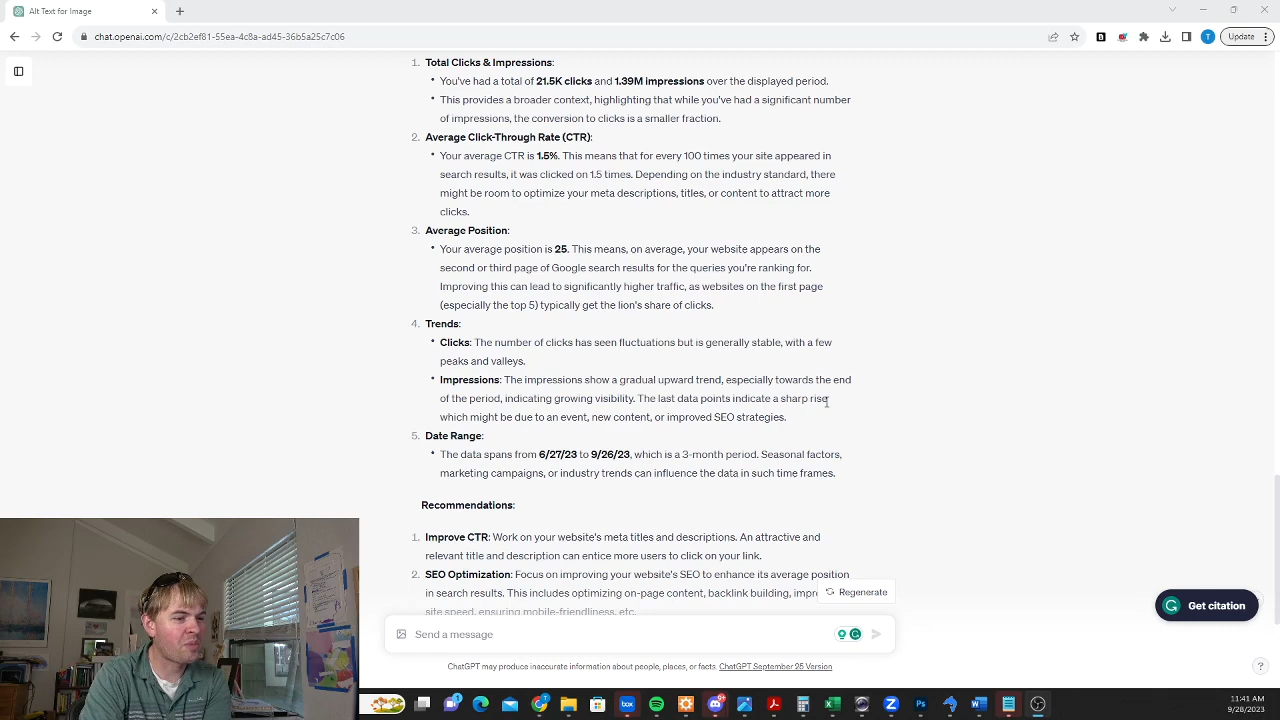 Alt Text for Image
chat.openai.com/c/2cb2ef81-55ea-4c8a-ad45-36b5a25c7c06
Update
1. Total Clicks & Impressions:
• You've had a total of 21.5K clicks and 1.39M impressions over the displayed period.
• This provides a broader context, highlighting that while you've had a significant number
of impressions, the conversion to clicks is a smaller fraction.
2. Average Click-Through Rate (CTR):
• Your average CTR is 1.5%. This means that for every 100 times your site appeared in
search results, it was clicked on 1.5 times. Depending on the industry standard, there
might be room to optimize your meta descriptions, titles, or content to attract more
clicks.
3. Average Position:
• Your average position is 25. This means, on average, your website appears on the
second or third page of Google search results for the queries you're ranking for.
Improving this can lead to significantly higher traffic, as websites on the first page
(especially the top 5) typically get the lion's share of clicks.
4. Trends:
• Clicks: The number of clicks has seen fluctuations but is generally stable, with a few
peaks and valleys.
• Impressions: The impressions show a gradual upward trend, especially towards the end
of the period, indicating growing visibility. The last data points indicate a sharp rise
which might be due to an event, new content, or improved SEO strategies.
5. Date Range:
• The data spans from 6/27/23 to 9/26/23, which is a 3-month period. Seasonal factors,
marketing campaigns, or industry trends can influence the data in such time frames.
Recommendations:
1. Improve CTR: Work on your website's meta titles and descriptions. An attractive and
relevant title and description can entice more users to click on your link.
2. SEO Optimization: Focus on improving your website's SEO to enhance its average position
in search results. This includes optimizing on-page content, backlink building, impr
site speed, ensuring mobile-friendliness, etc.
Regenerate
Get citation
Send a message
ChatGPT may produce inaccurate information about people, places, or facts. ChatGPT September 25 Version
?
11:41 AM
9/28/2023